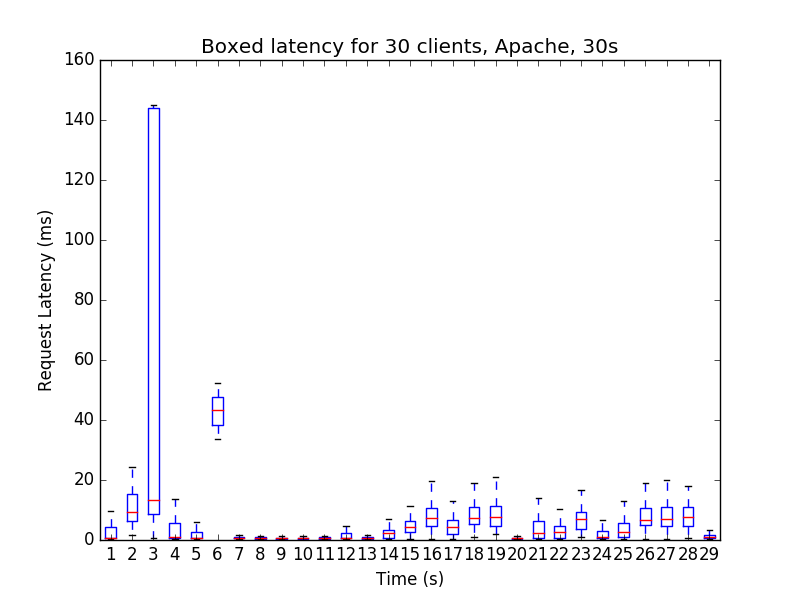 Boxed latency for 30 clients, Apache, 30s
160
140
120
100
80
60
40
20
0
Request Latency (ms)
1 2 3 4 5 6 7 8 9 10 11 12 13 14 15 16 17 18 19 20 21 22 23 24 25 26 27 28 29
Time (s)